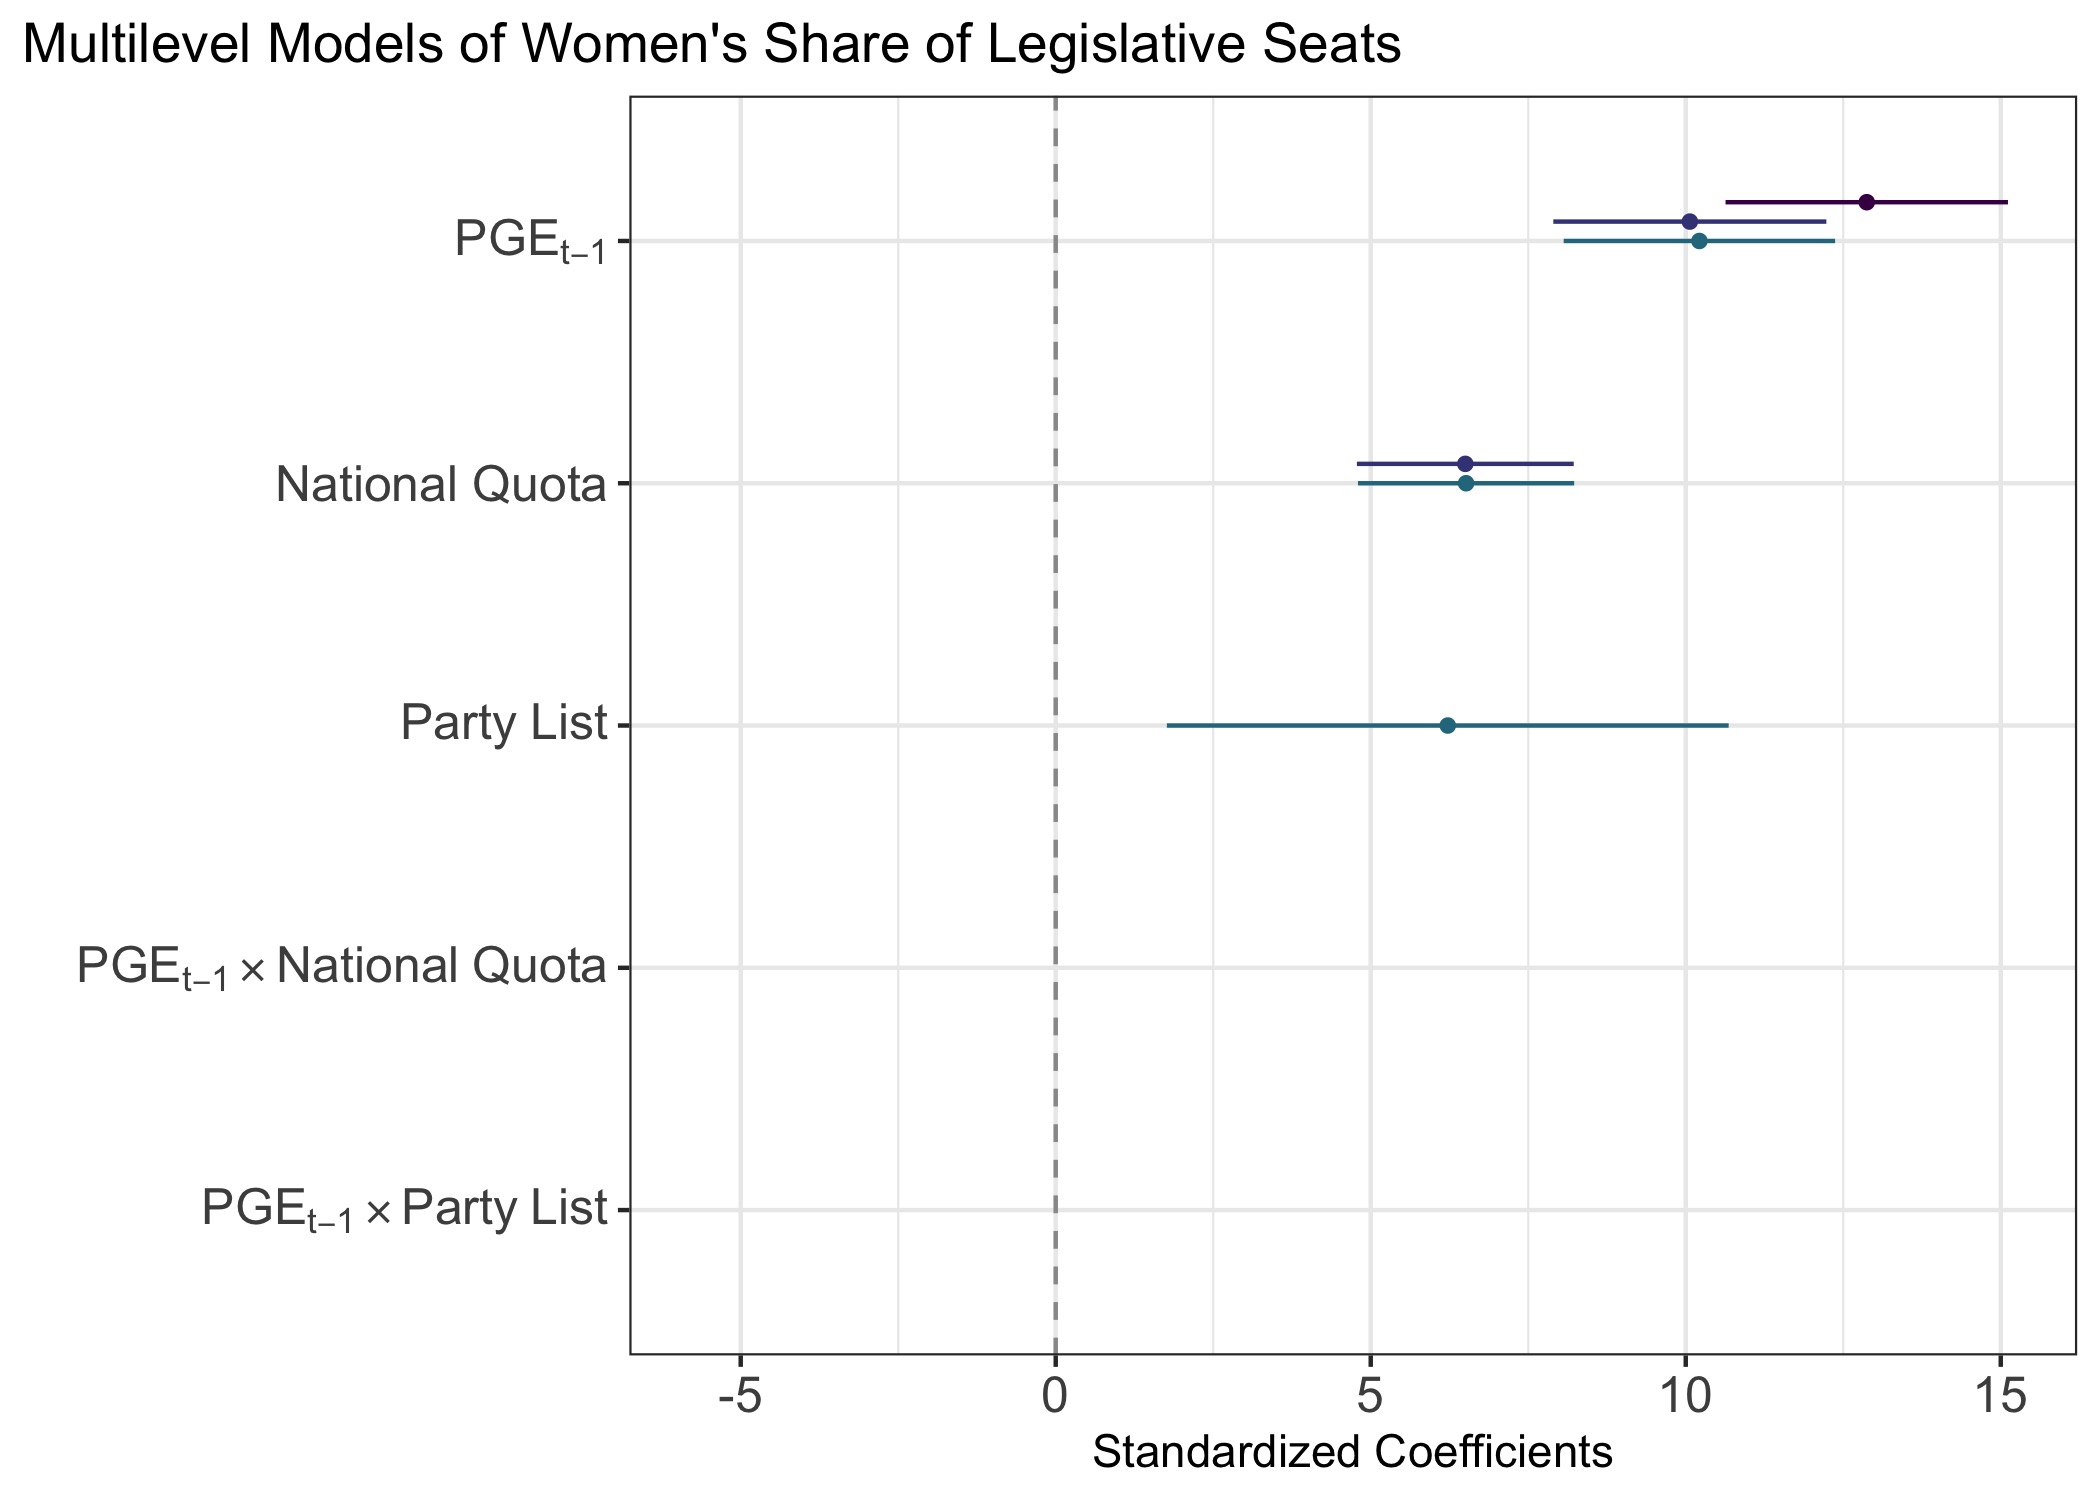 Multilevel Models of Women's Share of Legislative Seats
PGEt−1
National Quota
Party List
PGEt−1 × National Quota
PGEt−1 × Party List
-5 0 5 10 15
Standardized Coefficients